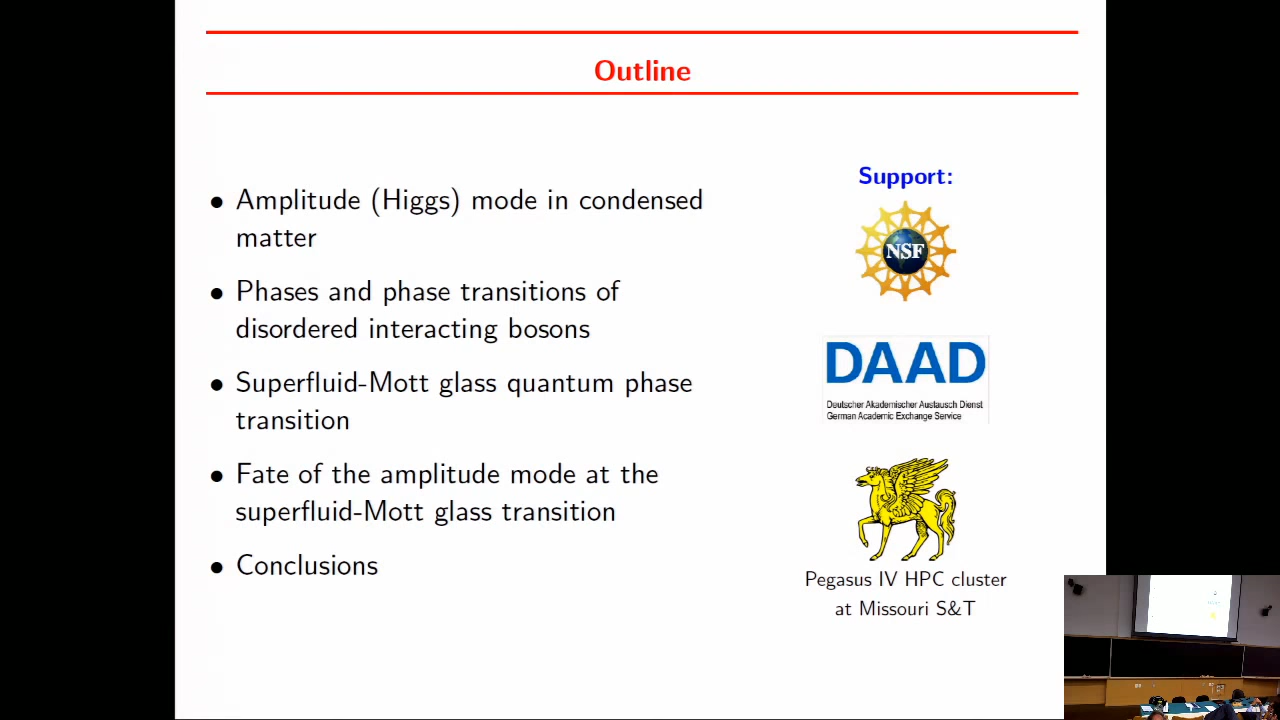 Outline
• Amplitude (Higgs) mode in condensed
matter
• Phases and phase transitions of
disordered interacting bosons
• Superfluid-Mott glass quantum phase
transition
• Fate of the amplitude mode at the
superfluid-Mott glass transition
• Conclusions
Support:
NSF
DAAD
Deutscher Akademischer Austausch Dienst
German Academic Exchange Service
Pegasus IV HPC cluster
at Missouri S&T